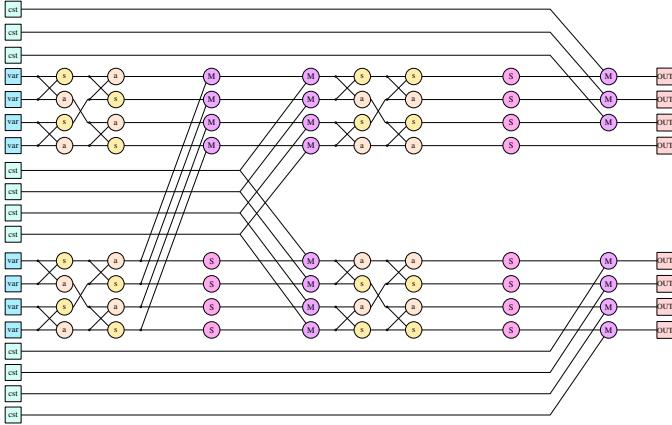 cst
cst
cst
var s a M M a s S M OUT
var a s M M s a S M OUT
var s a M M s a S M OUT
var a s M M a s S OUT
cst
cst
cst
cst
var s a S M a a S M OUT
var a s S M s s S M OUT
var s a S M a a S M OUT
var a s S M s s S M OUT
cst
cst
cst
cst